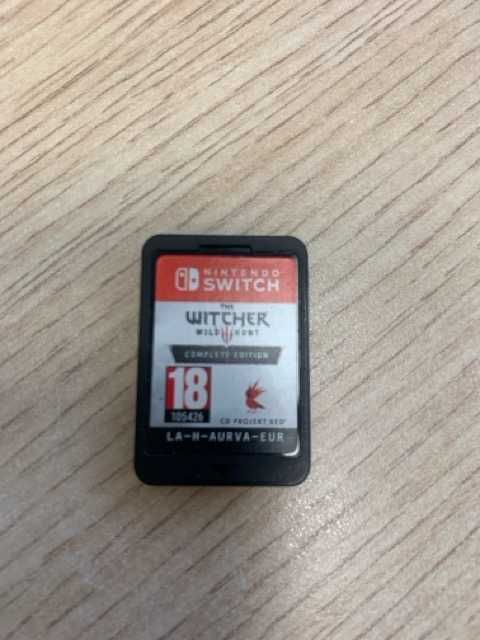 NINTENDO
SWITCH
THE
WITCHER
WILD HUNT
COMPLETE EDITION
18
105426
CD PROJEKT RED®
LA-H-AURVA-EUR